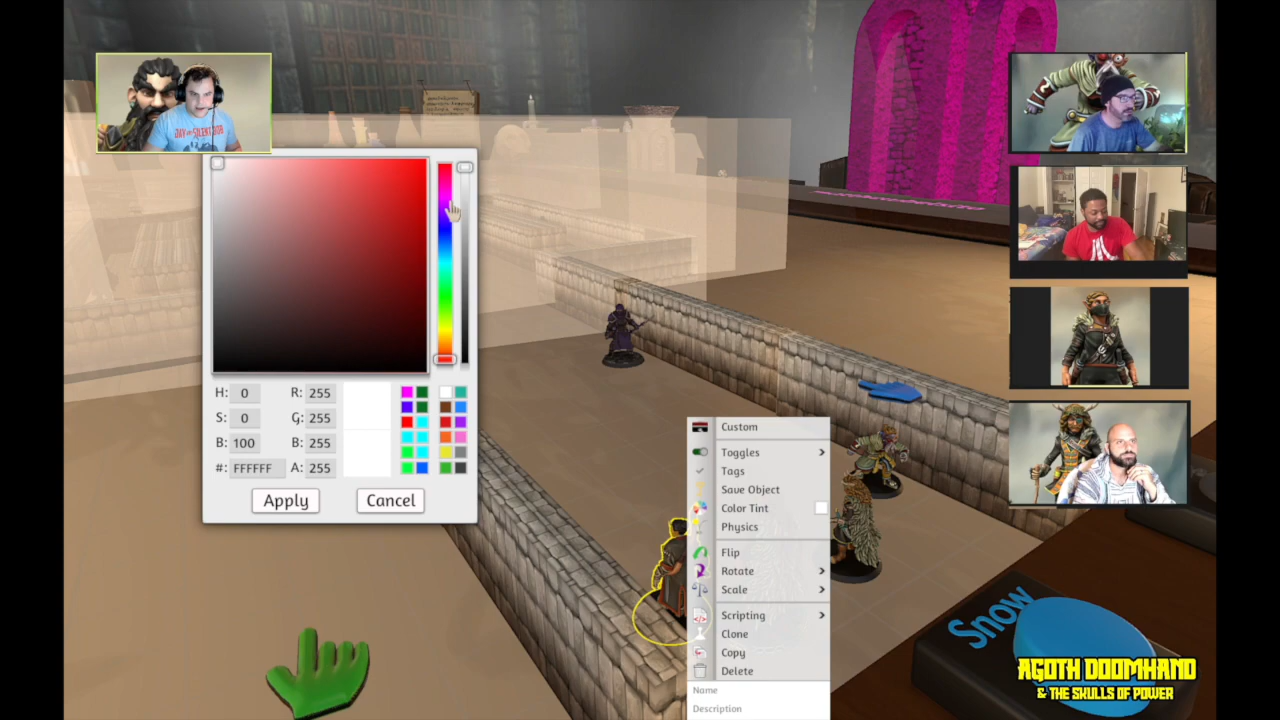 H: 0 R: 255
S: 0 G: 255
B: 100 B: 255
#: FFFFFF A: 255
Apply Cancel
Custom
Toggles
Tags
Save Object
Color Tint
Physics
Flip
Rotate
Scale
Scripting
Clone
Copy
Delete
Name
Description
Snow
AGOTH DOOMHAND
& THE SKULLS OF POWER